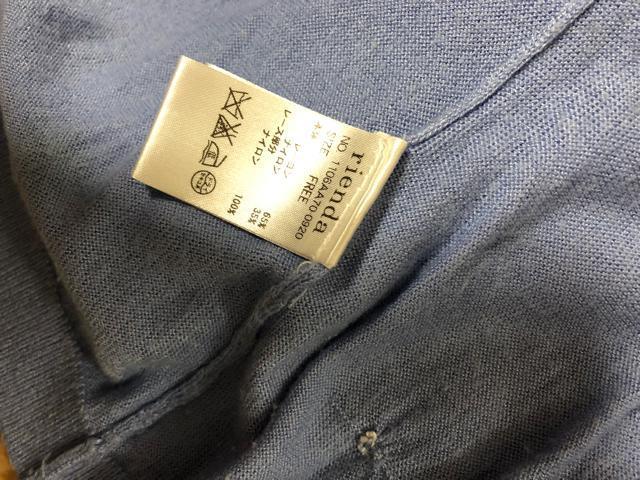 rienda
NO. 1106AA70 0920
SIZE FREE
本体
レーヨン 65%
ナイロン 35%
レース部分
ナイロン 100%